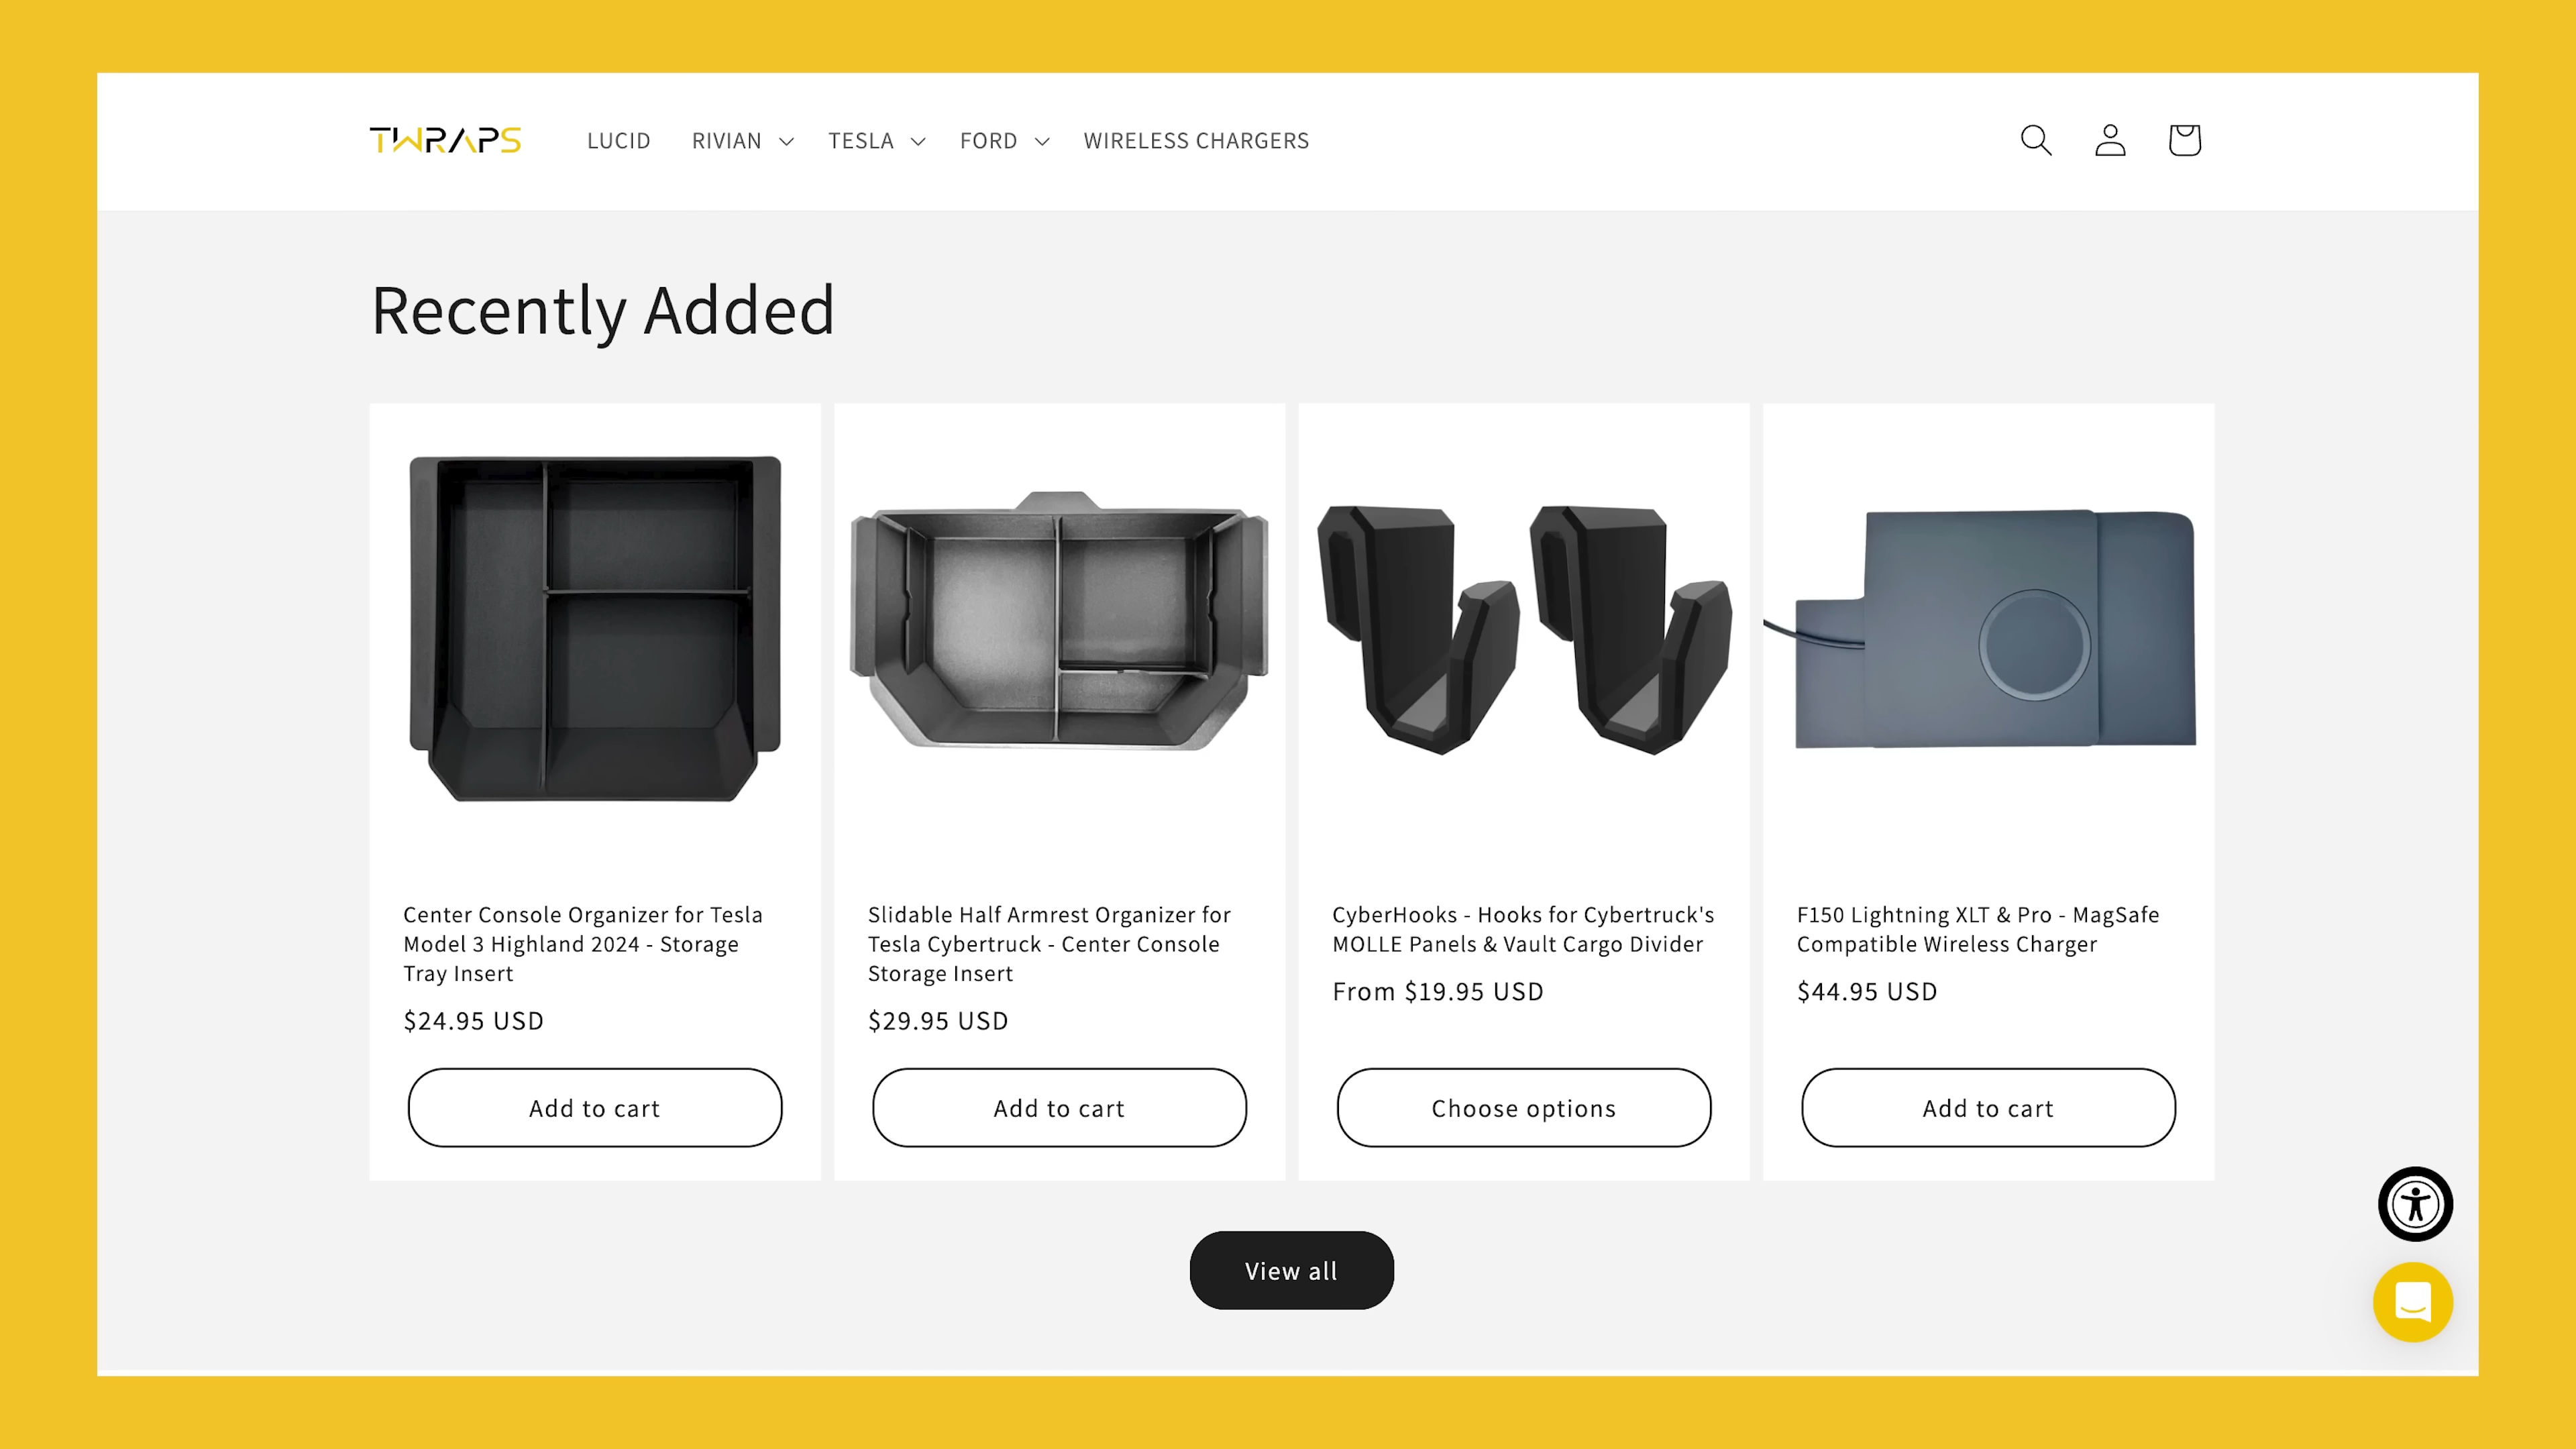 TWRAPS
LUCID
RIVIAN
TESLA
FORD
WIRELESS CHARGERS
Recently Added
Center Console Organizer for Tesla
Model 3 Highland 2024 - Storage
Tray Insert
$24.95 USD
Add to cart
Slidable Half Armrest Organizer for
Tesla Cybertruck - Center Console
Storage Insert
$29.95 USD
Add to cart
CyberHooks - Hooks for Cybertruck's
MOLLE Panels & Vault Cargo Divider
From $19.95 USD
Choose options
F150 Lightning XLT & Pro - MagSafe
Compatible Wireless Charger
$44.95 USD
Add to cart
View all